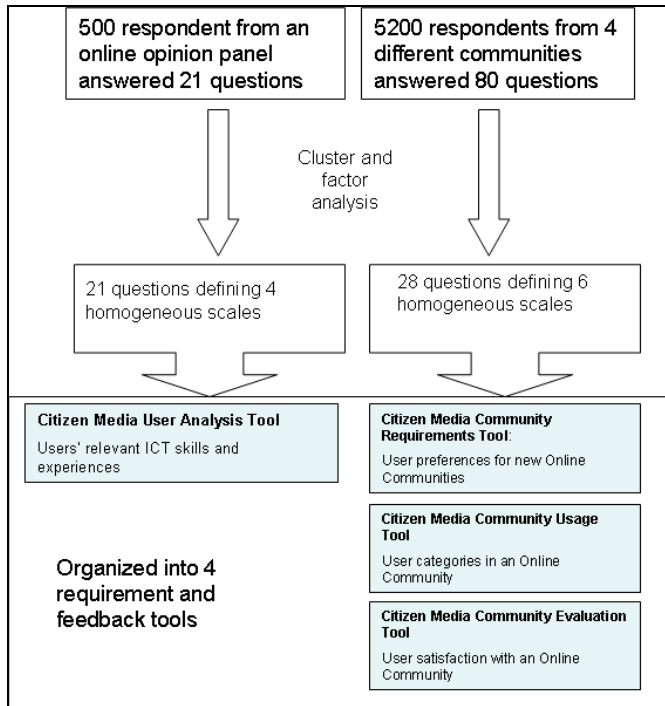 500 respondent from an
online opinion panel
answered 21 questions
5200 respondents from 4
different communities
answered 80 questions
Cluster and
factor
analysis
21 questions defining 4
homogeneous scales
28 questions defining 6
homogeneous scales
Citizen Media User Analysis Tool
Users' relevant ICT skills and
experiences
Citizen Media Community
Requirements Tool:
User preferences for new Online
Communities
Citizen Media Community Usage
Tool
User categories in an Online
Community
Citizen Media Community Evaluation
Tool
User satisfaction with an Online
Community
Organized into 4
requirement and
feedback tools